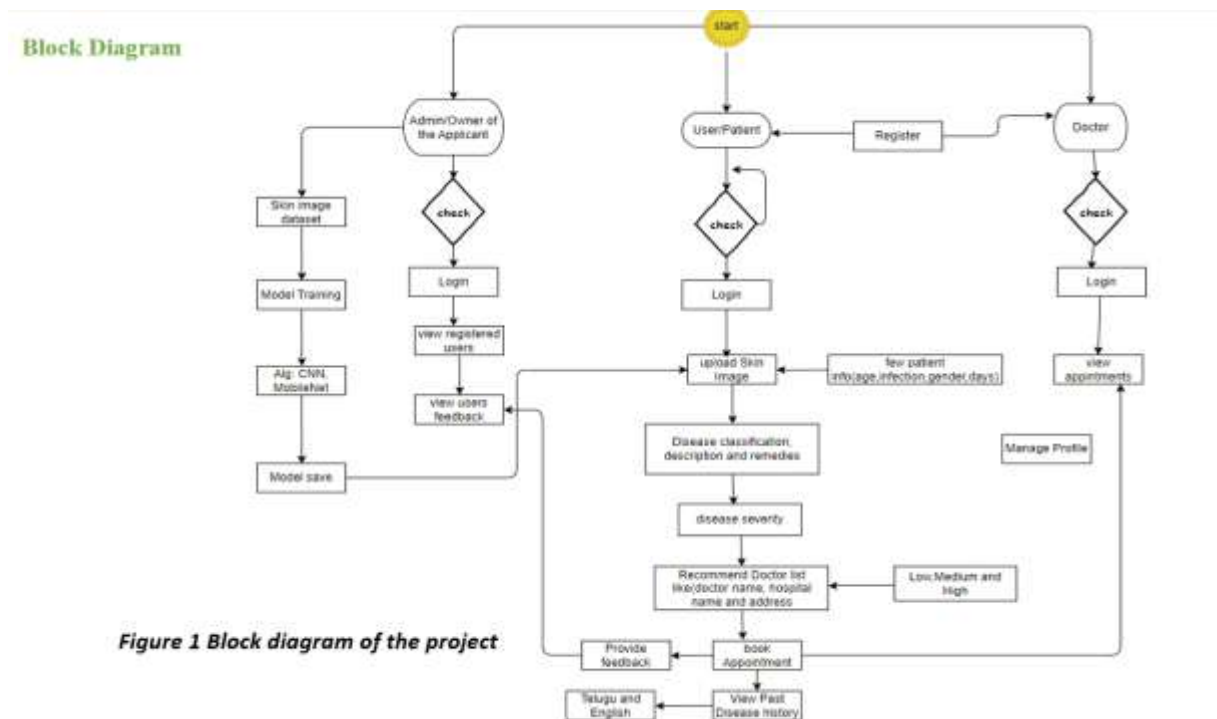 start
Block Diagram
Admin/Owner of
the Applicant
User/Patient
Register
Doctor
Skin image
dataset
check
check
check
Model Training
Login
Login
Login
view registered
users
Alg: CNN,
MobileNet
upload Skin
Image
few patient
info(age,infection,gender,days)
view
appintments
view users
feedback
Disease classification,
description and remedies
Manage Profile
Model save
disease severity
Recommend Doctor list
like(doctor name, hospital
name and address
Low,Medium and
High
Figure 1 Block diagram of the project
Provide
feedback
book
Appointment
Telugu and
English
View Past
Disease history